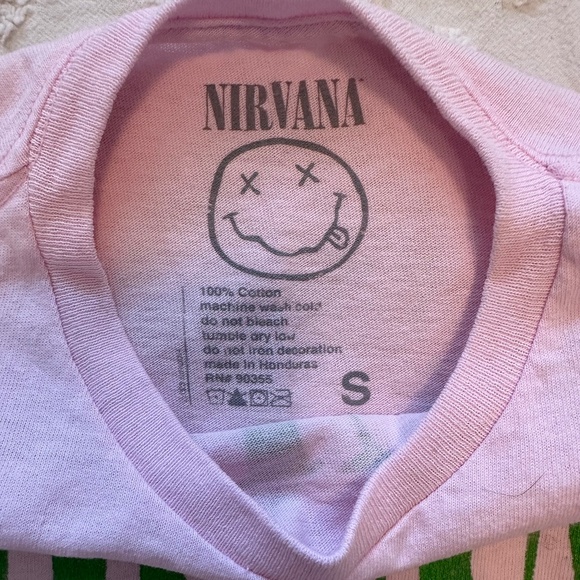 NIRVANA
100% Cotton
machine wash cold
do not bleach
tumble dry low
do not iron decoration
made in Honduras
RN# 90355
S